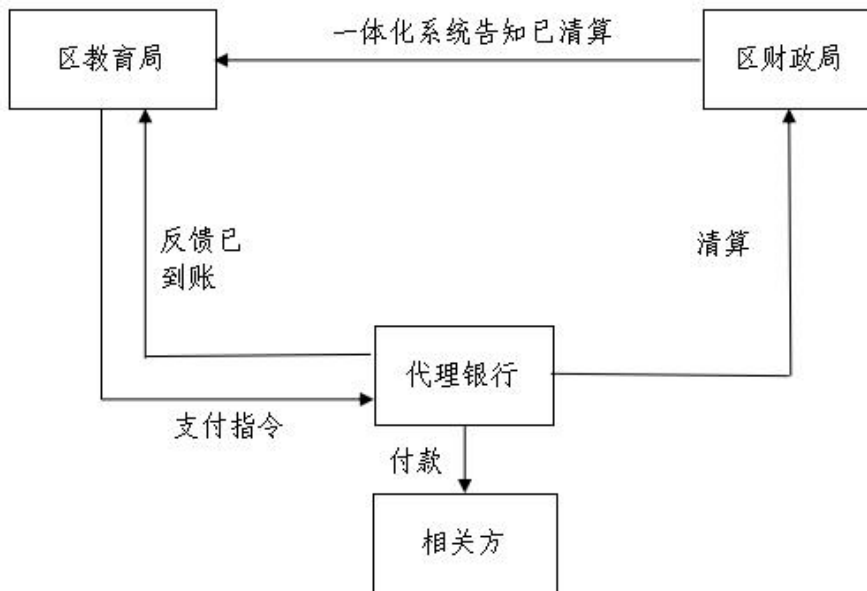 一体化系统告知已清算
区教育局
区财政局
反馈已
到账
清算
代理银行
支付指令
付款
相关方